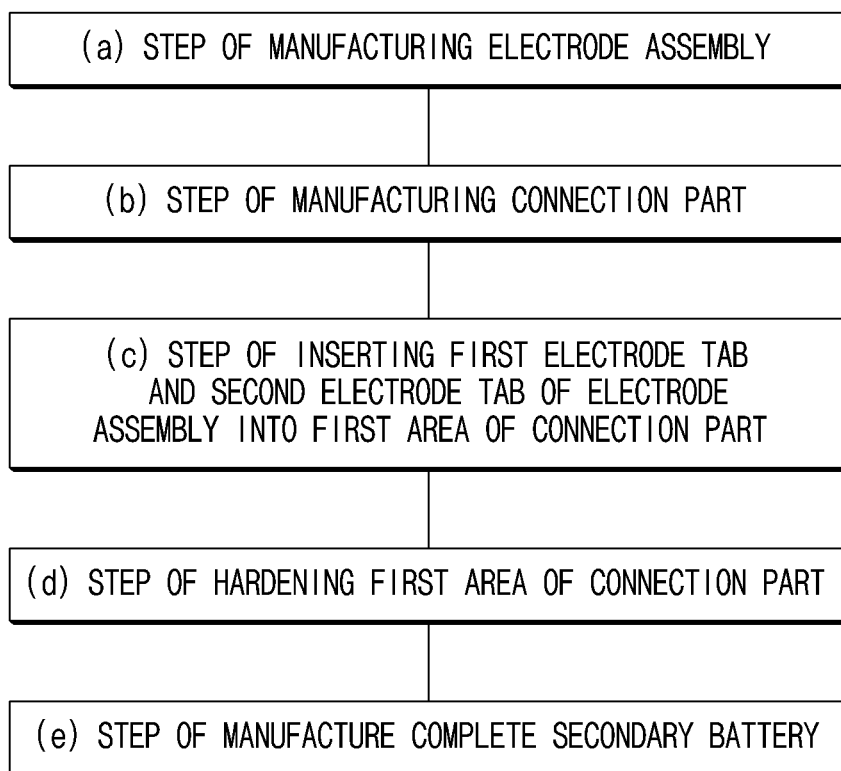 (a) STEP OF MANUFACTURING ELECTRODE ASSEMBLY
(b) STEP OF MANUFACTURING CONNECTION PART
(c) STEP OF INSERTING FIRST ELECTRODE TAB
AND SECOND ELECTRODE TAB OF ELECTRODE
ASSEMBLY INTO FIRST AREA OF CONNECTION PART
(d) STEP OF HARDENING FIRST AREA OF CONNECTION PART
(e) STEP OF MANUFACTURE COMPLETE SECONDARY BATTERY